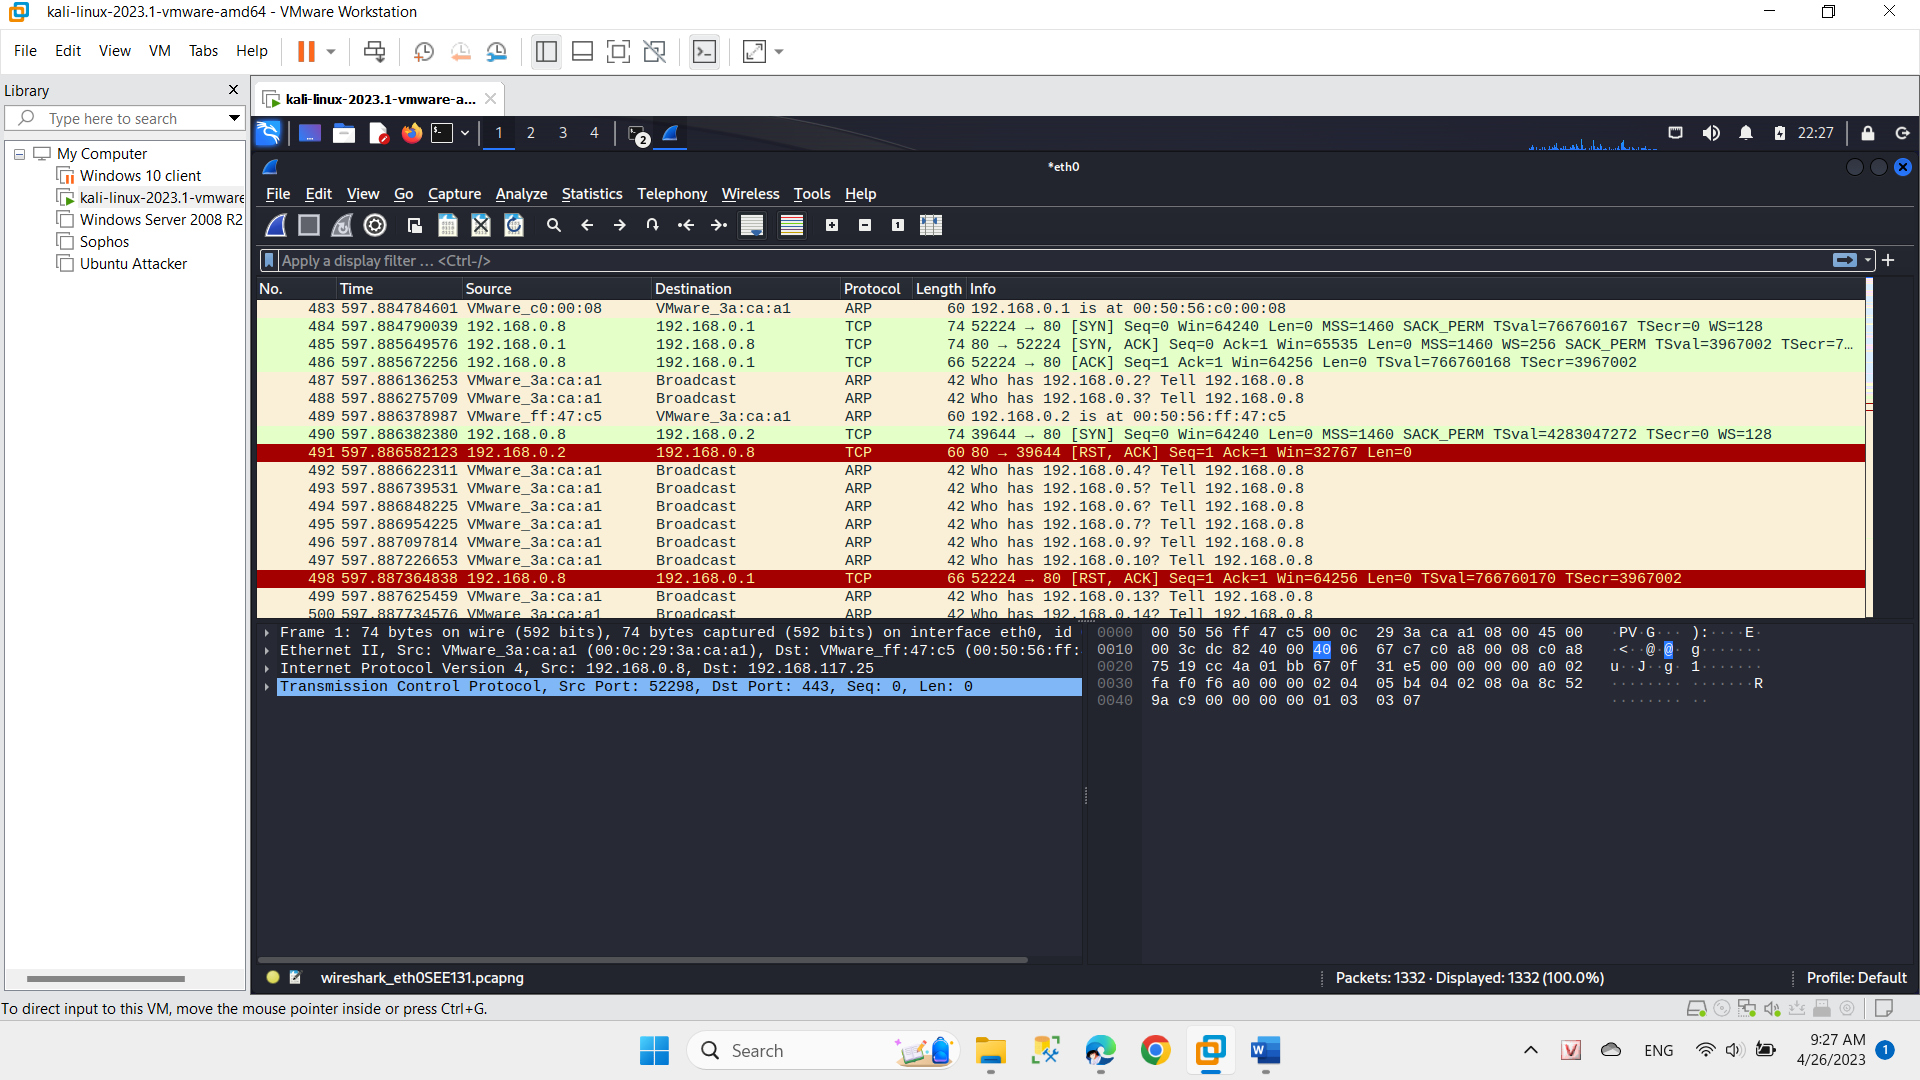 kali-linux-2023.1-vmware-amd64 - VMware Workstation
File Edit View VM Tabs Help
Library
Type here to search
My Computer
Windows 10 client
kali-linux-2023.1-vmware
Windows Server 2008 R2
Sophos
Ubuntu Attacker
kali-linux-2023.1-vmware-a...
1 2 3 4 2 22:27
*eth0
File Edit View Go Capture Analyze Statistics Telephony Wireless Tools Help
Apply a display filter … <Ctrl-/>
No. Time Source Destination Protocol Length Info
483 597.884784601 VMware_c0:00:08 VMware_3a:ca:a1 ARP 60 192.168.0.1 is at 00:50:56:c0:00:08
484 597.884790039 192.168.0.8 192.168.0.1 TCP 74 52224 → 80 [SYN] Seq=0 Win=64240 Len=0 MSS=1460 SACK_PERM TSval=766760167 TSecr=0 WS=128
485 597.885649576 192.168.0.1 192.168.0.8 TCP 74 80 → 52224 [SYN, ACK] Seq=0 Ack=1 Win=65535 Len=0 MSS=1460 WS=256 SACK_PERM TSval=3967002 TSecr=7…
486 597.885672256 192.168.0.8 192.168.0.1 TCP 66 52224 → 80 [ACK] Seq=1 Ack=1 Win=64256 Len=0 TSval=766760168 TSecr=3967002
487 597.886136253 VMware_3a:ca:a1 Broadcast ARP 42 Who has 192.168.0.2? Tell 192.168.0.8
488 597.886275709 VMware_3a:ca:a1 Broadcast ARP 42 Who has 192.168.0.3? Tell 192.168.0.8
489 597.886378987 VMware_ff:47:c5 VMware_3a:ca:a1 ARP 60 192.168.0.2 is at 00:50:56:ff:47:c5
490 597.886382380 192.168.0.8 192.168.0.2 TCP 74 39644 → 80 [SYN] Seq=0 Win=64240 Len=0 MSS=1460 SACK_PERM TSval=4283047272 TSecr=0 WS=128
491 597.886582123 192.168.0.2 192.168.0.8 TCP 60 80 → 39644 [RST, ACK] Seq=1 Ack=1 Win=32767 Len=0
492 597.886622311 VMware_3a:ca:a1 Broadcast ARP 42 Who has 192.168.0.4? Tell 192.168.0.8
493 597.886739531 VMware_3a:ca:a1 Broadcast ARP 42 Who has 192.168.0.5? Tell 192.168.0.8
494 597.886848225 VMware_3a:ca:a1 Broadcast ARP 42 Who has 192.168.0.6? Tell 192.168.0.8
495 597.886954225 VMware_3a:ca:a1 Broadcast ARP 42 Who has 192.168.0.7? Tell 192.168.0.8
496 597.887097814 VMware_3a:ca:a1 Broadcast ARP 42 Who has 192.168.0.9? Tell 192.168.0.8
497 597.887226653 VMware_3a:ca:a1 Broadcast ARP 42 Who has 192.168.0.10? Tell 192.168.0.8
498 597.887364838 192.168.0.8 192.168.0.1 TCP 66 52224 → 80 [RST, ACK] Seq=1 Ack=1 Win=64256 Len=0 TSval=766760170 TSecr=3967002
499 597.887625459 VMware_3a:ca:a1 Broadcast ARP 42 Who has 192.168.0.13? Tell 192.168.0.8
500 597.887734576 VMware_3a:ca:a1 Broadcast ARP 42 Who has 192.168.0.14? Tell 192.168.0.8
Frame 1: 74 bytes on wire (592 bits), 74 bytes captured (592 bits) on interface eth0, id
Ethernet II, Src: VMware_3a:ca:a1 (00:0c:29:3a:ca:a1), Dst: VMware_ff:47:c5 (00:50:56:ff:
Internet Protocol Version 4, Src: 192.168.0.8, Dst: 192.168.117.25
Transmission Control Protocol, Src Port: 52298, Dst Port: 443, Seq: 0, Len: 0
0000 00 50 56 ff 47 c5 00 0c 29 3a ca a1 08 00 45 00 ·PV·G··· ):····E·
0010 00 3c dc 82 40 00 40 06 67 c7 c0 a8 00 08 c0 a8 ·<··@·@· g·······
0020 75 19 cc 4a 01 bb 67 0f 31 e5 00 00 00 00 a0 02 u··J··g· 1·······
0030 fa f0 f6 a0 00 00 02 04 05 b4 04 02 08 0a 8c 52 ········ ·······R
0040 9a c9 00 00 00 00 01 03 03 07 ········ ··
wireshark_eth0SEE131.pcapng Packets: 1332 · Displayed: 1332 (100.0%) Profile: Default
To direct input to this VM, move the mouse pointer inside or press Ctrl+G.
Search
ENG
9:27 AM
4/26/2023
1